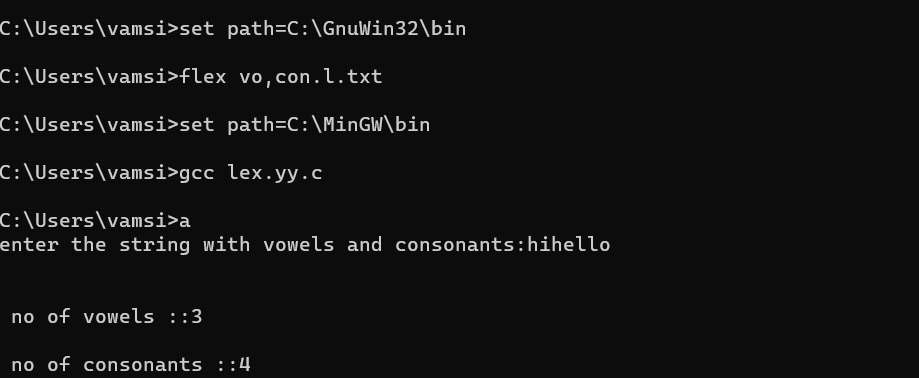 C:\Users\vamsi>set path=C:\GnuWin32\bin
C:\Users\vamsi>flex vo,con.l.txt
C:\Users\vamsi>set path=C:\MinGW\bin
C:\Users\vamsi>gcc lex.yy.c
C:\Users\vamsi>a
enter the string with vowels and consonants:hihello
no of vowels ::3
no of consonants ::4